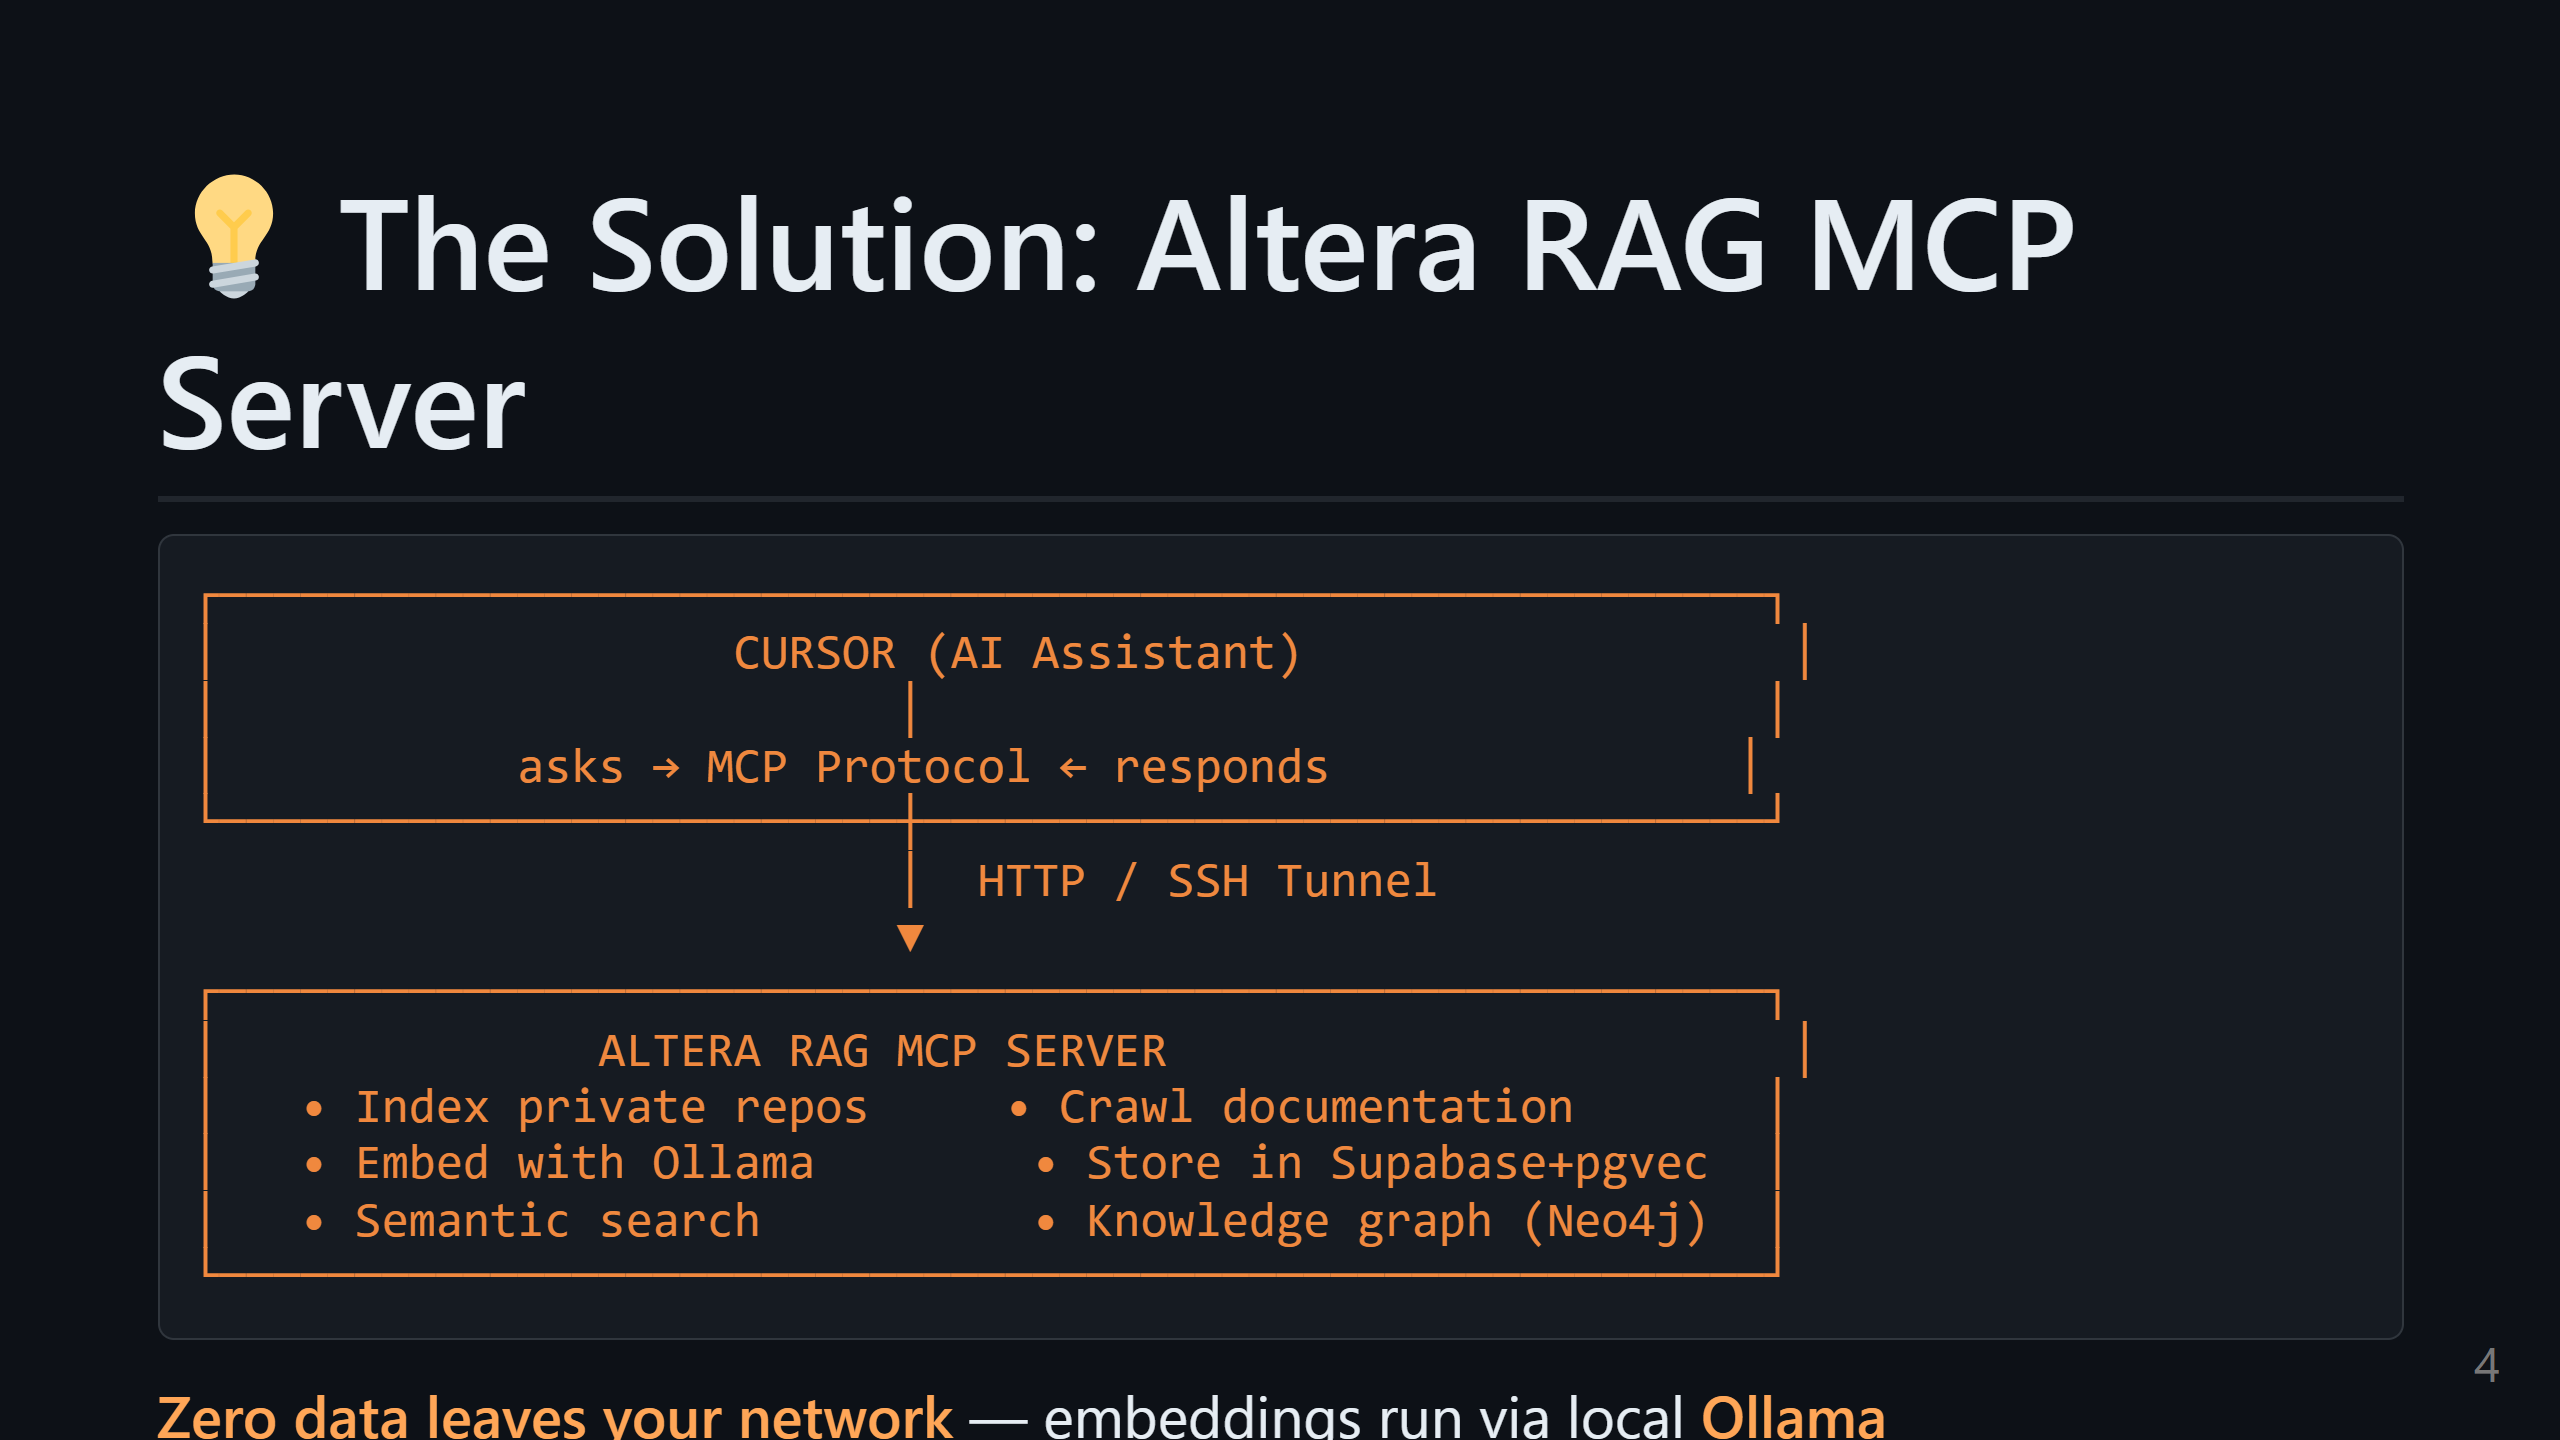 💡 The Solution: Altera RAG MCP
Server
CURSOR (AI Assistant)
asks → MCP Protocol ← responds
HTTP / SSH Tunnel
ALTERA RAG MCP SERVER
• Index private repos • Crawl documentation
• Embed with Ollama • Store in Supabase+pgvec
• Semantic search • Knowledge graph (Neo4j)
Zero data leaves your network — embeddings run via local Ollama
4